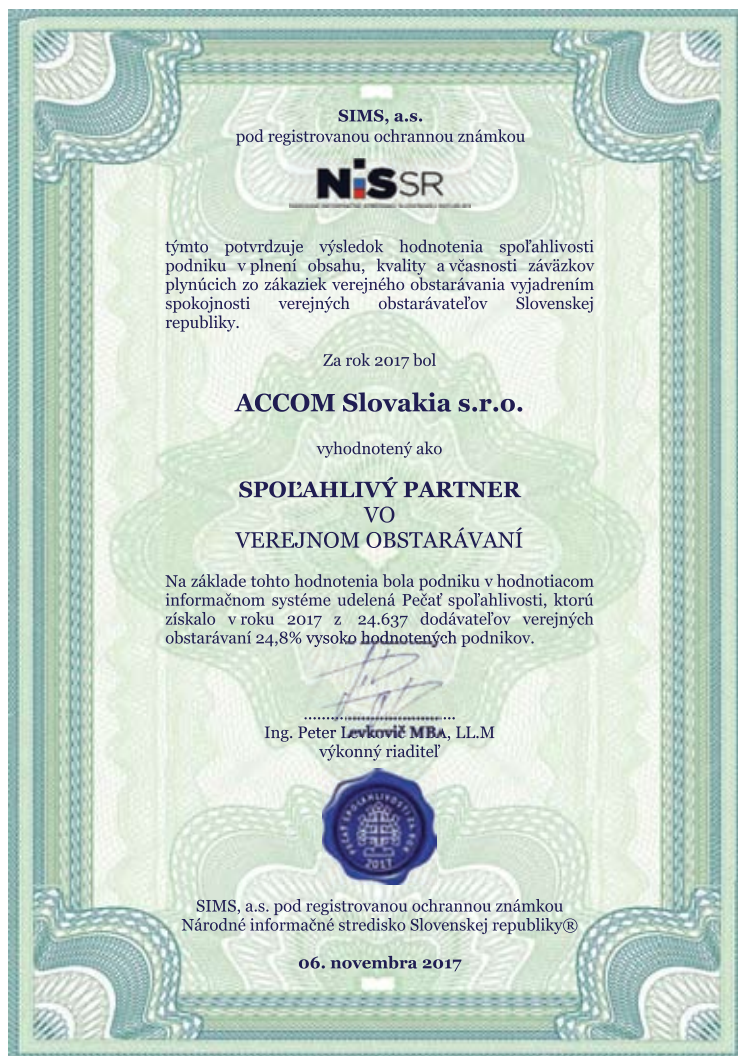 SIMS, a.s.
pod registrovanou ochrannou známkou
NiSSR
týmto potvrdzuje výsledok hodnotenia spoľahlivosti
podniku v plnení obsahu, kvality a včasnosti záväzkov
plynúcich zo zákaziek verejného obstarávania vyjadrením
spokojnosti verejných obstarávateľov Slovenskej
republiky.
Za rok 2017 bol
ACCOM Slovakia s.r.o.
vyhodnotený ako
SPOĽAHLIVÝ PARTNER
VO
VEREJNOM OBSTARÁVANÍ
Na základe tohto hodnotenia bola podniku v hodnotiacom
informačnom systéme udelená Pečať spoľahlivosti, ktorú
získalo v roku 2017 z 24.637 dodávateľov verejných
obstarávaní 24,8% vysoko hodnotených podnikov.
Ing. Peter Levkovič MBA, LL.M
výkonný riaditeľ
PEČAŤ SPOĽAHLIVOSTI ZA ROK
2017
SIMS, a.s. pod registrovanou ochrannou známkou
Národné informačné stredisko Slovenskej republiky®
06. novembra 2017